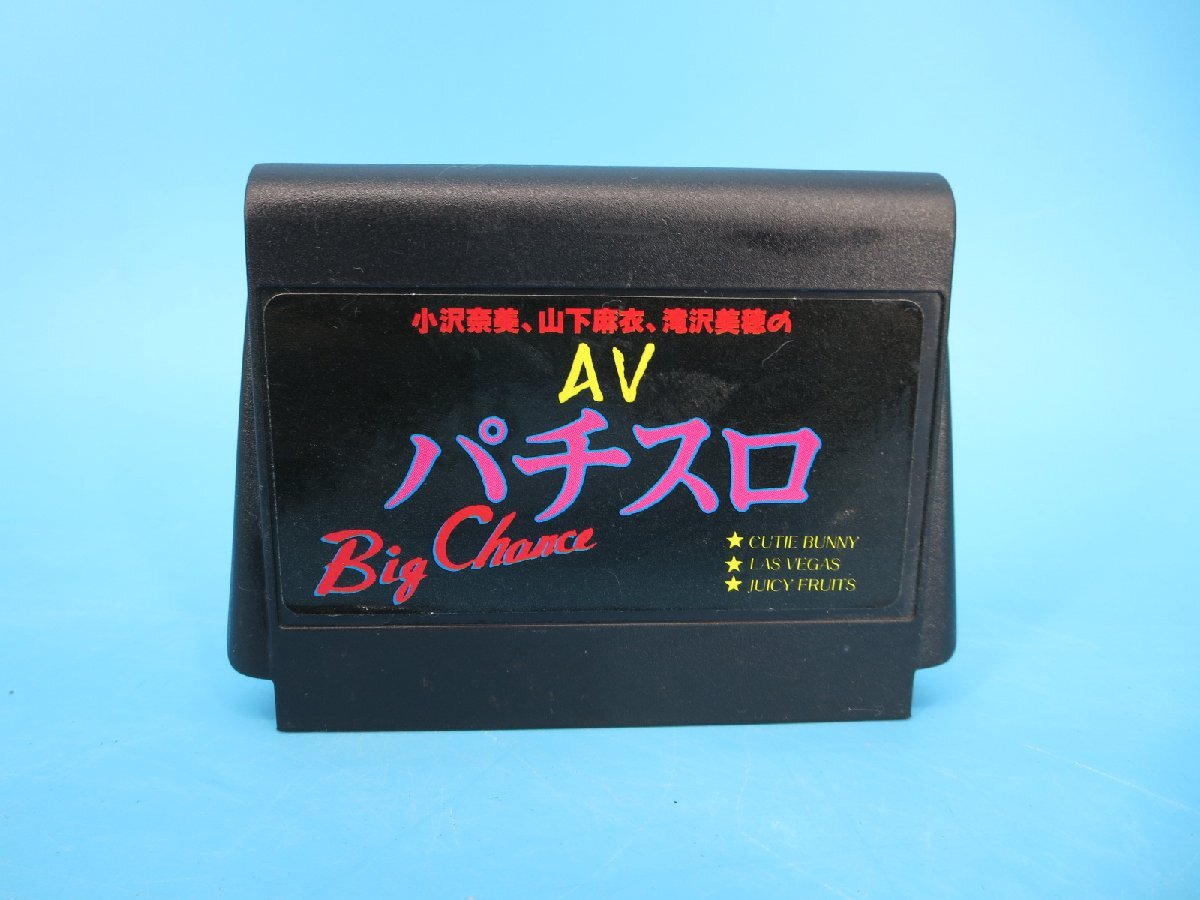 小沢奈美、山下麻衣、滝沢美穂の
AV
パチスロ
Big Chance
★ CUTIE BUNNY
★ LAS VEGAS
★ JUICY FRUITS